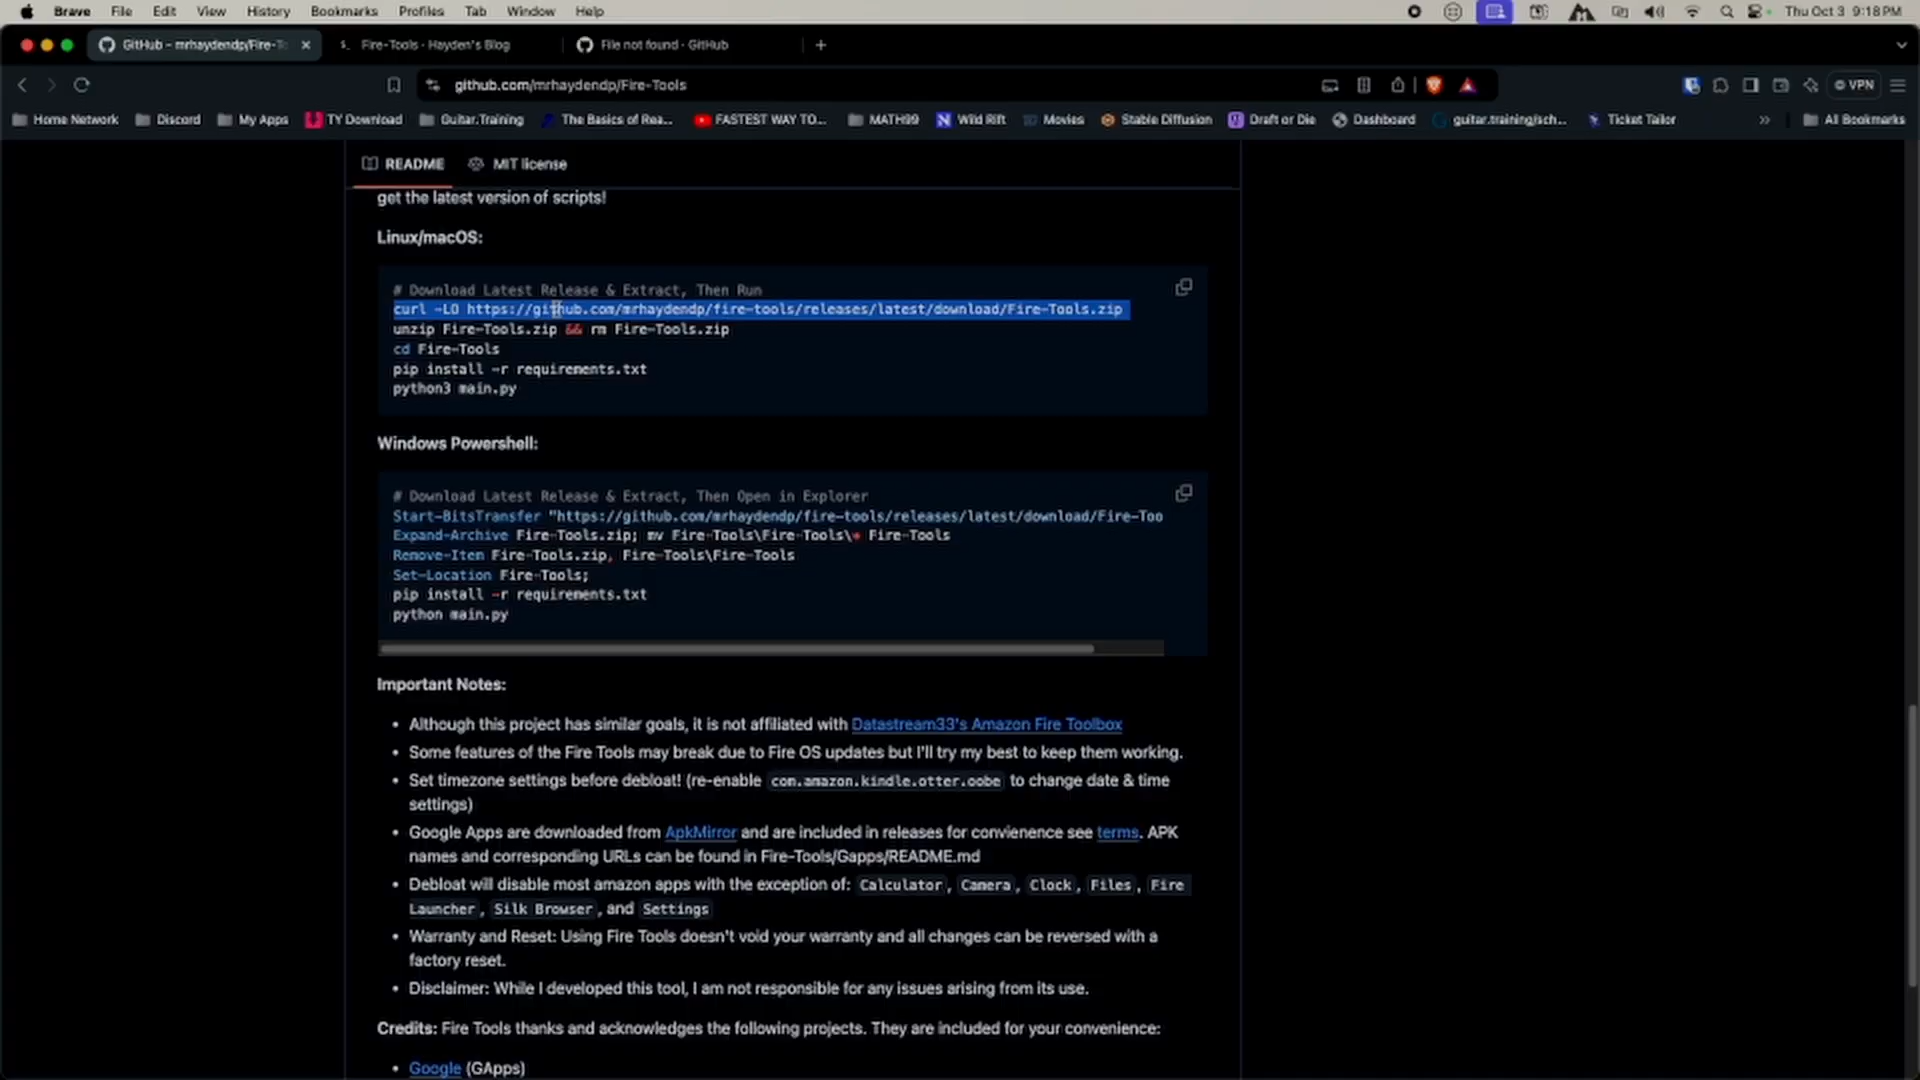 Brave File Edit View History Bookmarks Profiles Tab Window Help Thu Oct 3 9:18 PM
GitHub - mrhaydendp/Fire-To Fire-Tools - Hayden's Blog File not found · GitHub
github.com/mrhaydendp/Fire-Tools VPN
Home Network Discord My Apps TY Download Guitar.Training The Basics of Rea... FASTEST WAY TO... MATH99 Wild Rift Movies Stable Diffusion Draft or Die Dashboard guitar.training/sch... Ticket Tailor » All Bookmarks
README MIT license
get the latest version of scripts!
Linux/macOS:
# Download Latest Release & Extract, Then Run
curl -LO https://github.com/mrhaydendp/fire-tools/releases/latest/download/Fire-Tools.zip
unzip Fire-Tools.zip && rm Fire-Tools.zip
cd Fire-Tools
pip install -r requirements.txt
python3 main.py
Windows Powershell:
# Download Latest Release & Extract, Then Open in Explorer
Start-BitsTransfer "https://github.com/mrhaydendp/fire-tools/releases/latest/download/Fire-Too
Expand-Archive Fire-Tools.zip; mv Fire-Tools\Fire-Tools\* Fire-Tools
Remove-Item Fire-Tools.zip, Fire-Tools\Fire-Tools
Set-Location Fire-Tools;
pip install -r requirements.txt
python main.py
Important Notes:
• Although this project has similar goals, it is not affiliated with Datastream33's Amazon Fire Toolbox
• Some features of the Fire Tools may break due to Fire OS updates but I'll try my best to keep them working.
• Set timezone settings before debloat! (re-enable com.amazon.kindle.otter.oobe to change date & time
settings)
• Google Apps are downloaded from ApkMirror and are included in releases for convienence see terms. APK
names and corresponding URLs can be found in Fire-Tools/Gapps/README.md
• Debloat will disable most amazon apps with the exception of: Calculator, Camera, Clock, Files, Fire
Launcher, Silk Browser, and Settings
• Warranty and Reset: Using Fire Tools doesn't void your warranty and all changes can be reversed with a
factory reset.
• Disclaimer: While I developed this tool, I am not responsible for any issues arising from its use.
Credits: Fire Tools thanks and acknowledges the following projects. They are included for your convenience:
• Google (GApps)